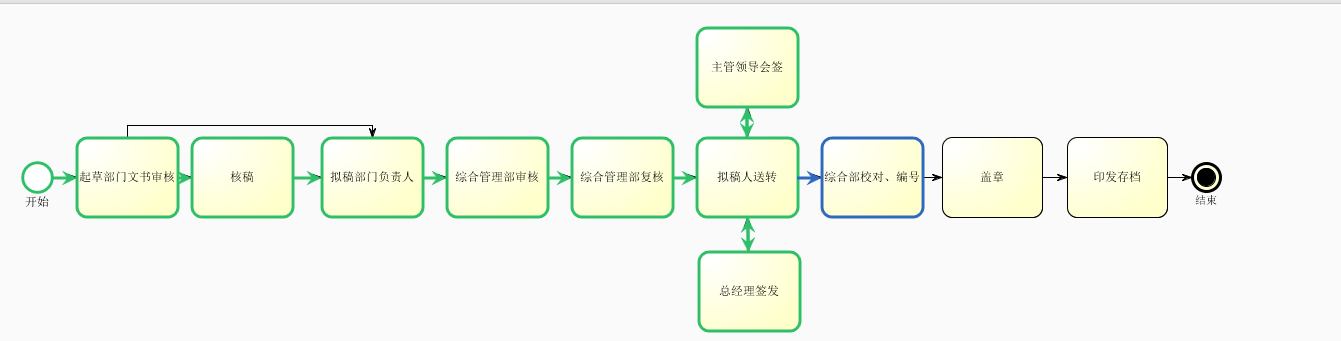 主管领导会签
起草部门文书审核
核稿
拟稿部门负责人
综合管理部审核
综合管理部复核
拟稿人送转
综合部校对、编号
盖章
印发存档
开始
结束
总经理签发